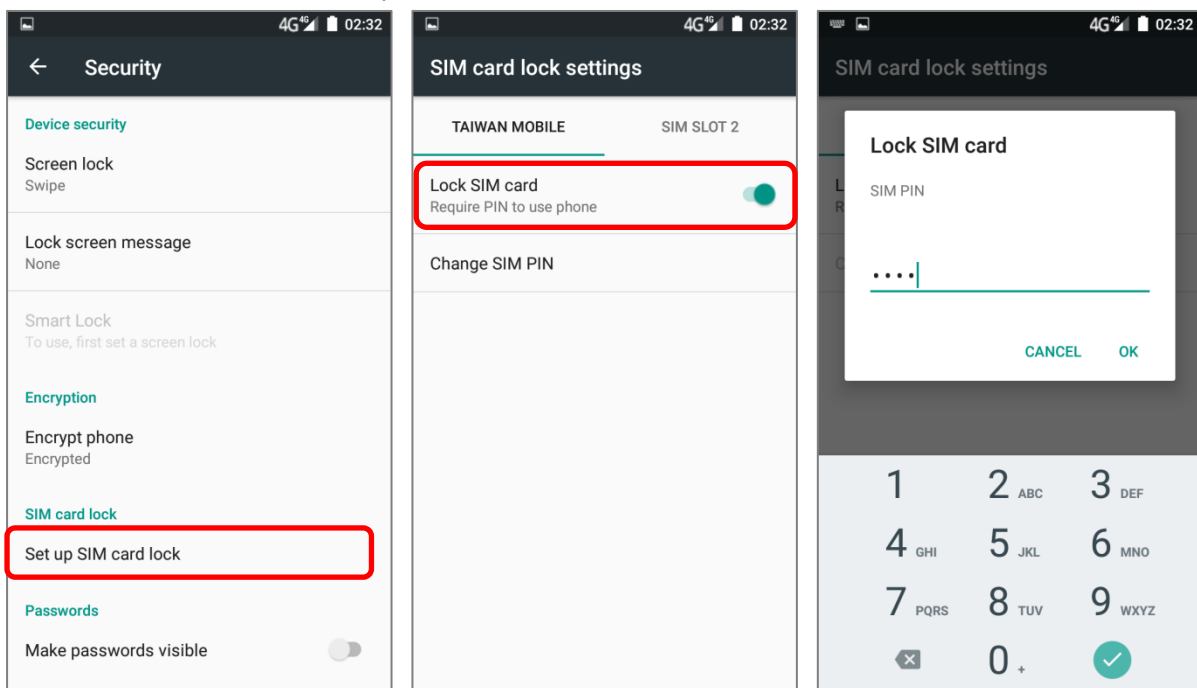 4G 4G 02:32
Security
Device security
Screen lock
Swipe
Lock screen message
None
Smart Lock
To use, first set a screen lock
Encryption
Encrypt phone
Encrypted
SIM card lock
Set up SIM card lock
Passwords
Make passwords visible
4G 4G 02:32
SIM card lock settings
TAIWAN MOBILE SIM SLOT 2
Lock SIM card
Require PIN to use phone
Change SIM PIN
4G 4G 02:32
SIM card lock settings
L
R
C
Lock SIM card
SIM PIN
....
CANCEL OK
1 2 ABC 3 DEF
4 GHI 5 JKL 6 MNO
7 PQRS 8 TUV 9 WXYZ
0 +